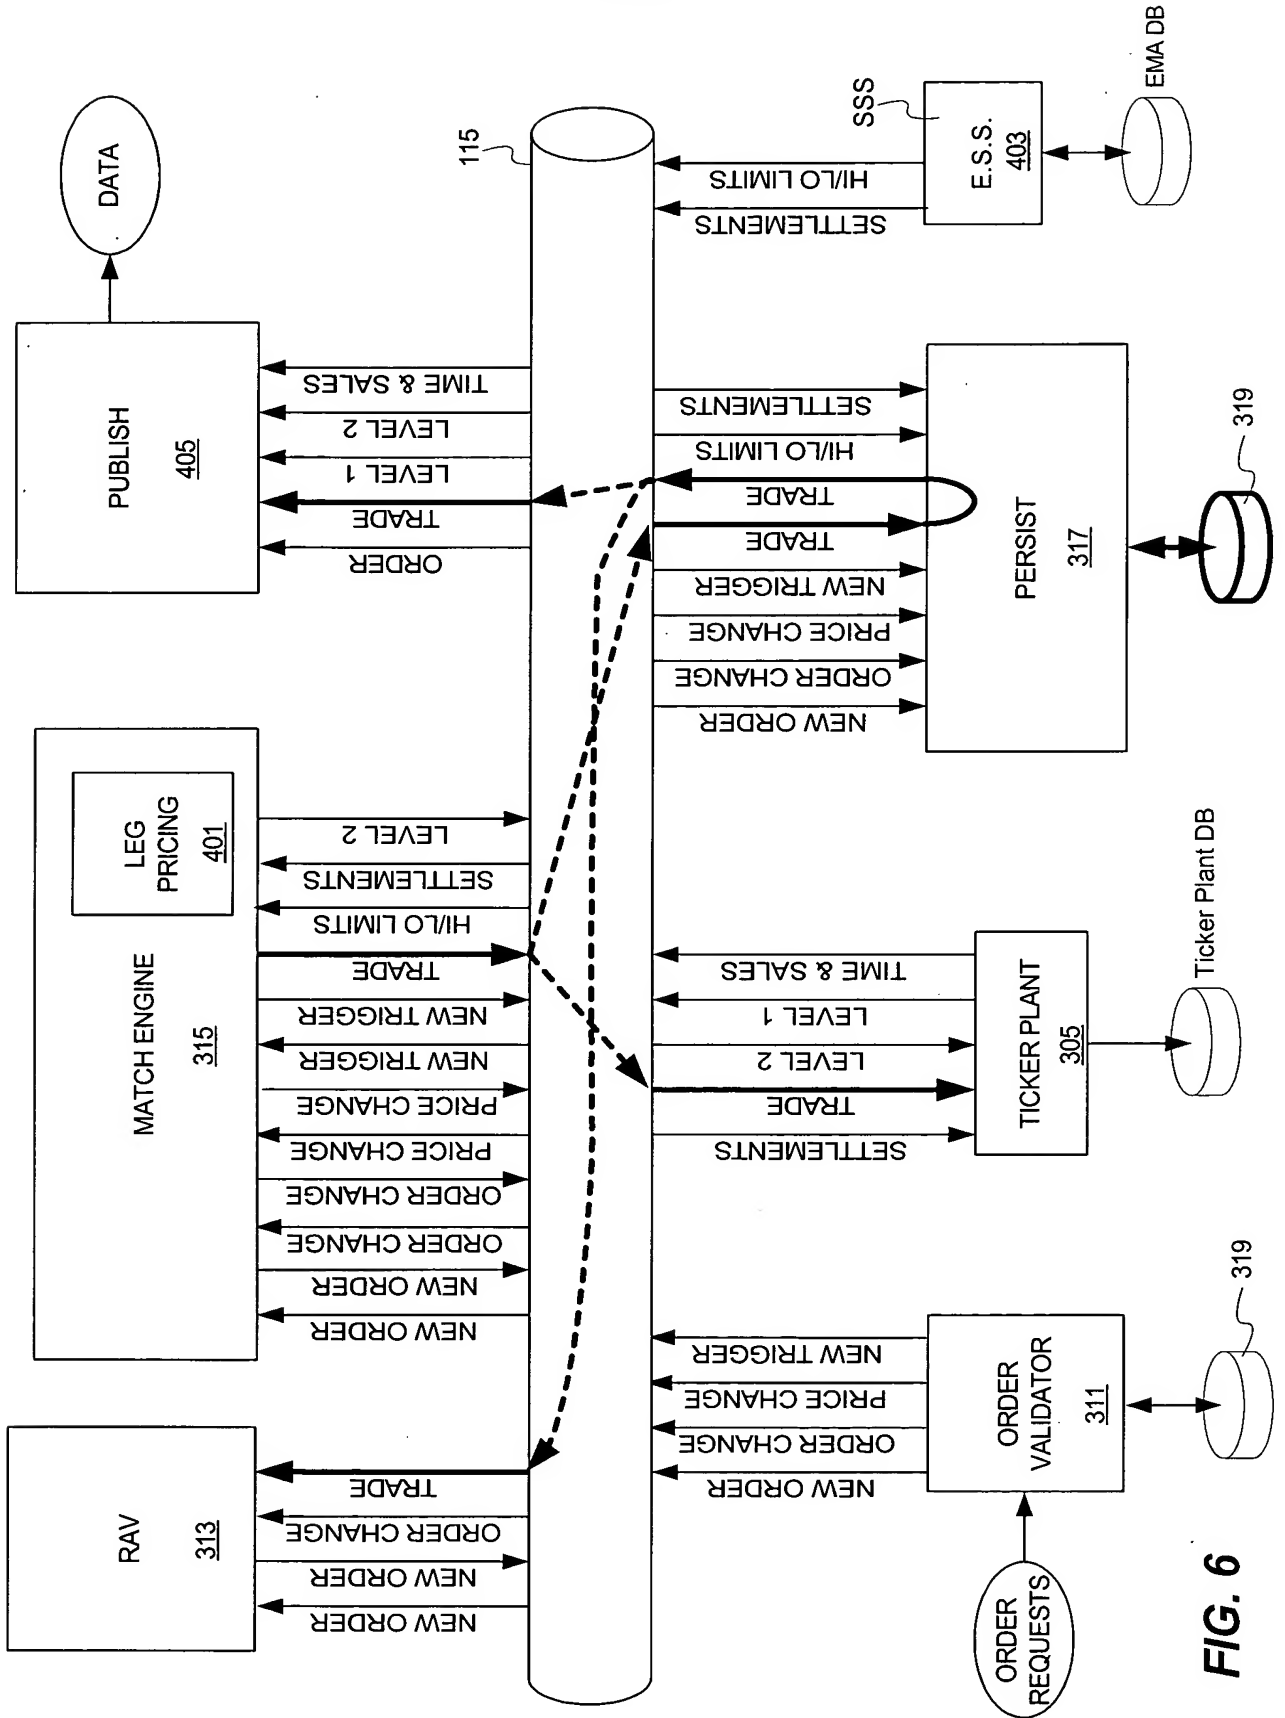 RAV
313
NEW ORDER
NEW ORDER
ORDER CHANGE
TRADE
MATCH ENGINE
315
LEG
PRICING
401
NEW ORDER
NEW ORDER
ORDER CHANGE
ORDER CHANGE
PRICE CHANGE
PRICE CHANGE
NEW TRIGGER
NEW TRIGGER
TRADE
HI/LO LIMITS
SETTLEMENTS
LEVEL 2
PUBLISH
405
ORDER
TRADE
LEVEL 1
LEVEL 2
TIME & SALES
DATA
115
ORDER
REQUESTS
ORDER
VALIDATOR
311
NEW ORDER
ORDER CHANGE
PRICE CHANGE
NEW TRIGGER
319
TICKER PLANT
305
SETTLEMENTS
TRADE
LEVEL 2
LEVEL 1
TIME & SALES
Ticker Plant DB
PERSIST
317
NEW ORDER
ORDER CHANGE
PRICE CHANGE
NEW TRIGGER
TRADE
TRADE
HI/LO LIMITS
SETTLEMENTS
319
E.S.S.
403
SETTLEMENTS
HI/LO LIMITS
SSS
EMA DB
FIG. 6